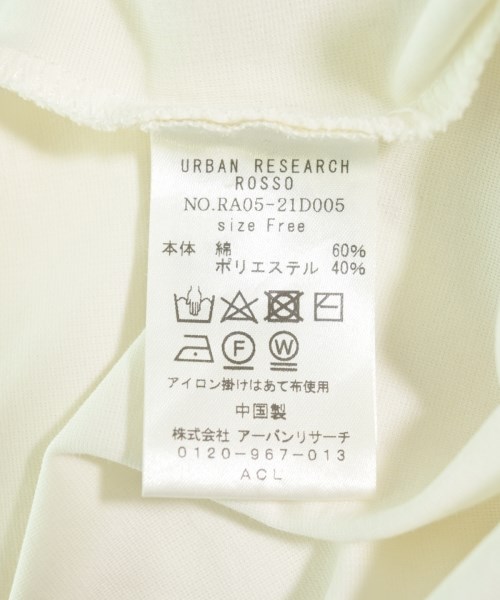 URBAN RESEARCH
ROSSO
NO.RA05-21D005
size Free
本体 綿 60%
ポリエステル 40%
F W
アイロン掛けはあて布使用
中国製
株式会社 アーバンリサーチ
0120-967-013
ACL